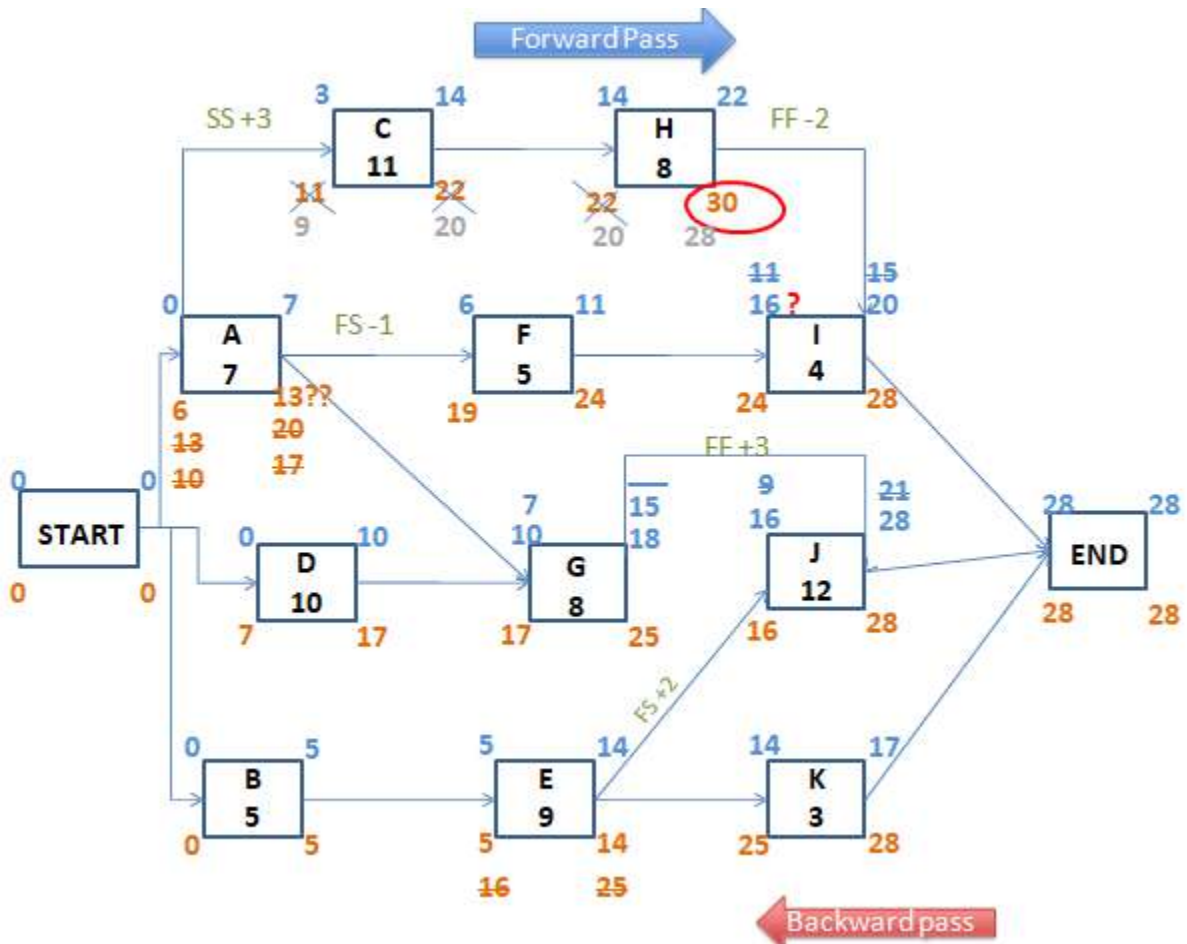 Forward Pass
3 14 14 22
SS +3 FF -2
C H
11 8
11 22 22 30
9 20 20 28
11 15
0 7 6 11 16 ? 20
FS -1
A F I
7 5 4
6 13?? 19 24 24 28
13 20
10 17
FF +3
0 0 7 15 9 21 28 28
0 10 10 18 16 28
START D G J END
10 8 12
0 0 7 17 17 25 16 28 28 28
FS +2
0 5 5 14 14 17
B E K
5 9 3
0 5 5 14 25 28
16 25
Backward pass